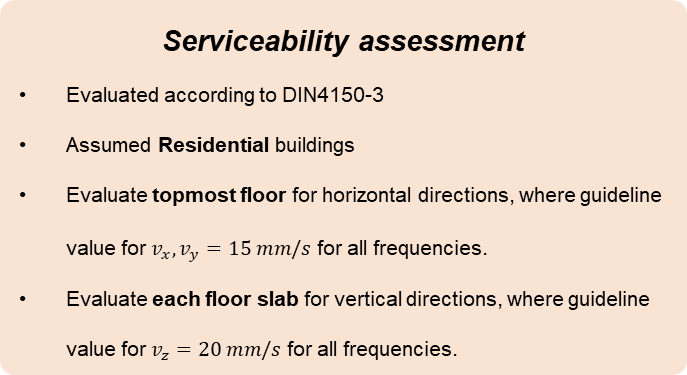 Serviceability assessment
• Evaluated according to DIN4150-3
• Assumed Residential buildings
• Evaluate topmost floor for horizontal directions, where guideline
value for vₓ, v_y = 15 mm/s for all frequencies.
• Evaluate each floor slab for vertical directions, where guideline
value for v_z = 20 mm/s for all frequencies.